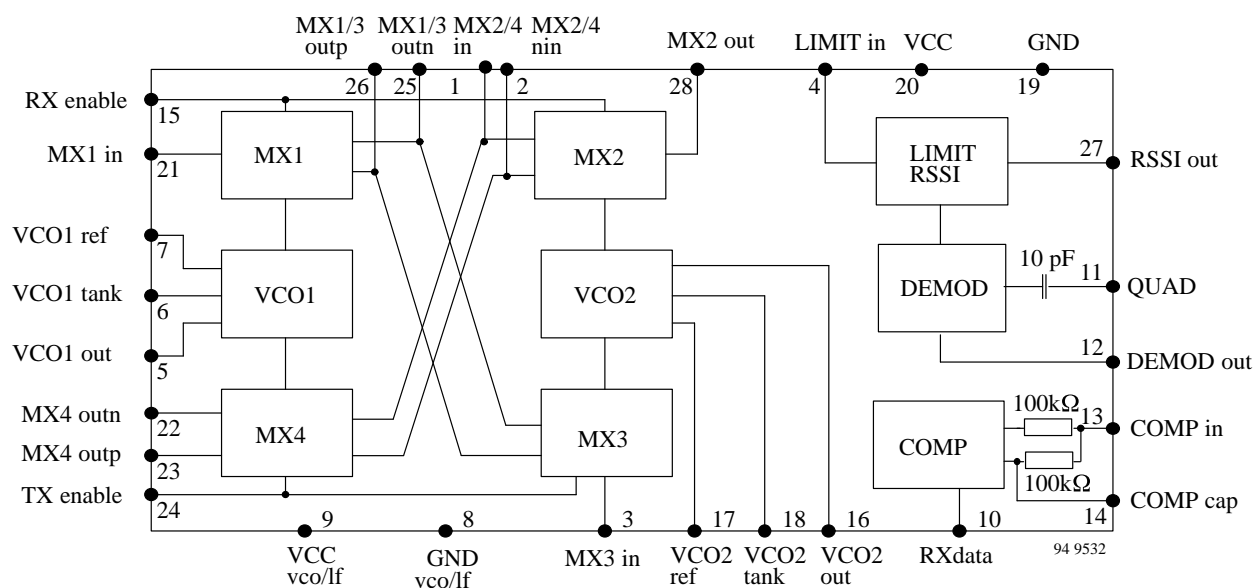 MX1/3 outp
MX1/3 outn
MX2/4 in
MX2/4 nin
MX2 out
LIMIT in
VCC
GND
26
25
1
2
28
4
20
19
RX enable
15
MX1 in
21
VCO1 ref
7
VCO1 tank
6
VCO1 out
5
MX4 outn
22
MX4 outp
23
TX enable
24
MX1
MX2
LIMIT
RSSI
27
RSSI out
VCO1
VCO2
DEMOD
10 pF
11
QUAD
12
DEMOD out
MX4
MX3
COMP
100kΩ
13
COMP in
100kΩ
COMP cap
14
9
8
3
17
18
16
10
VCC
vco/lf
GND
vco/lf
MX3 in
VCO2
ref
VCO2
tank
VCO2
out
RXdata
94 9532